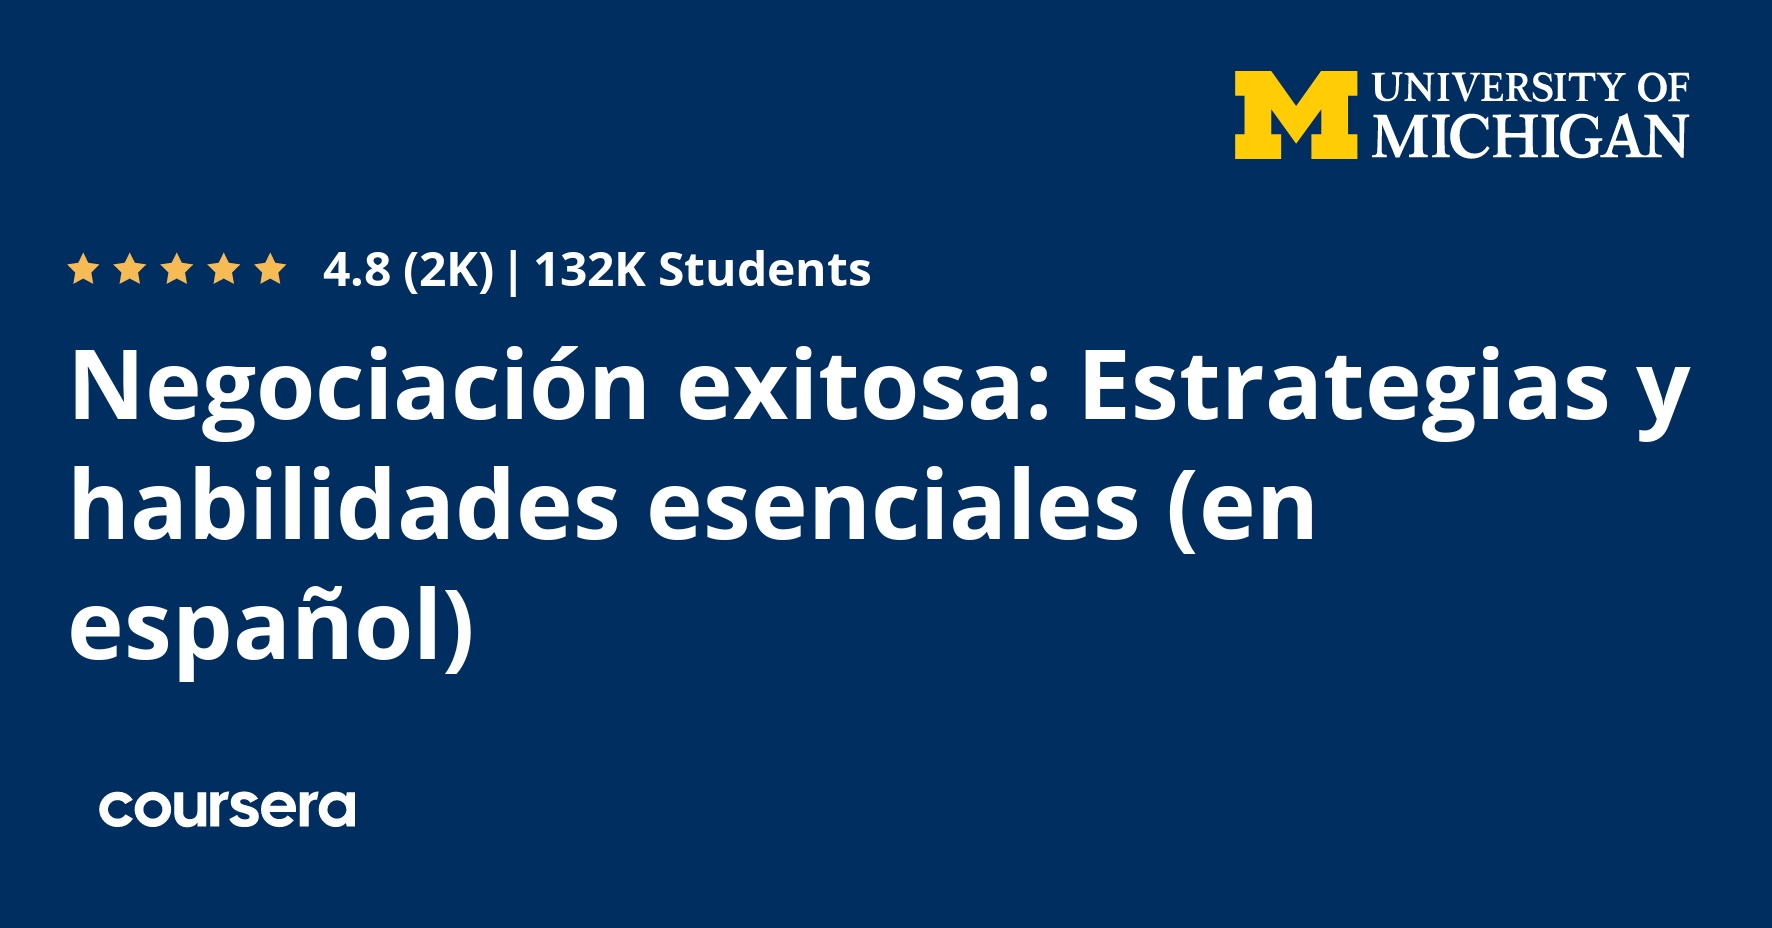 M UNIVERSITY OF
MICHIGAN
4.8 (2K) | 132K Students
Negociación exitosa: Estrategias y
habilidades esenciales (en
español)
coursera